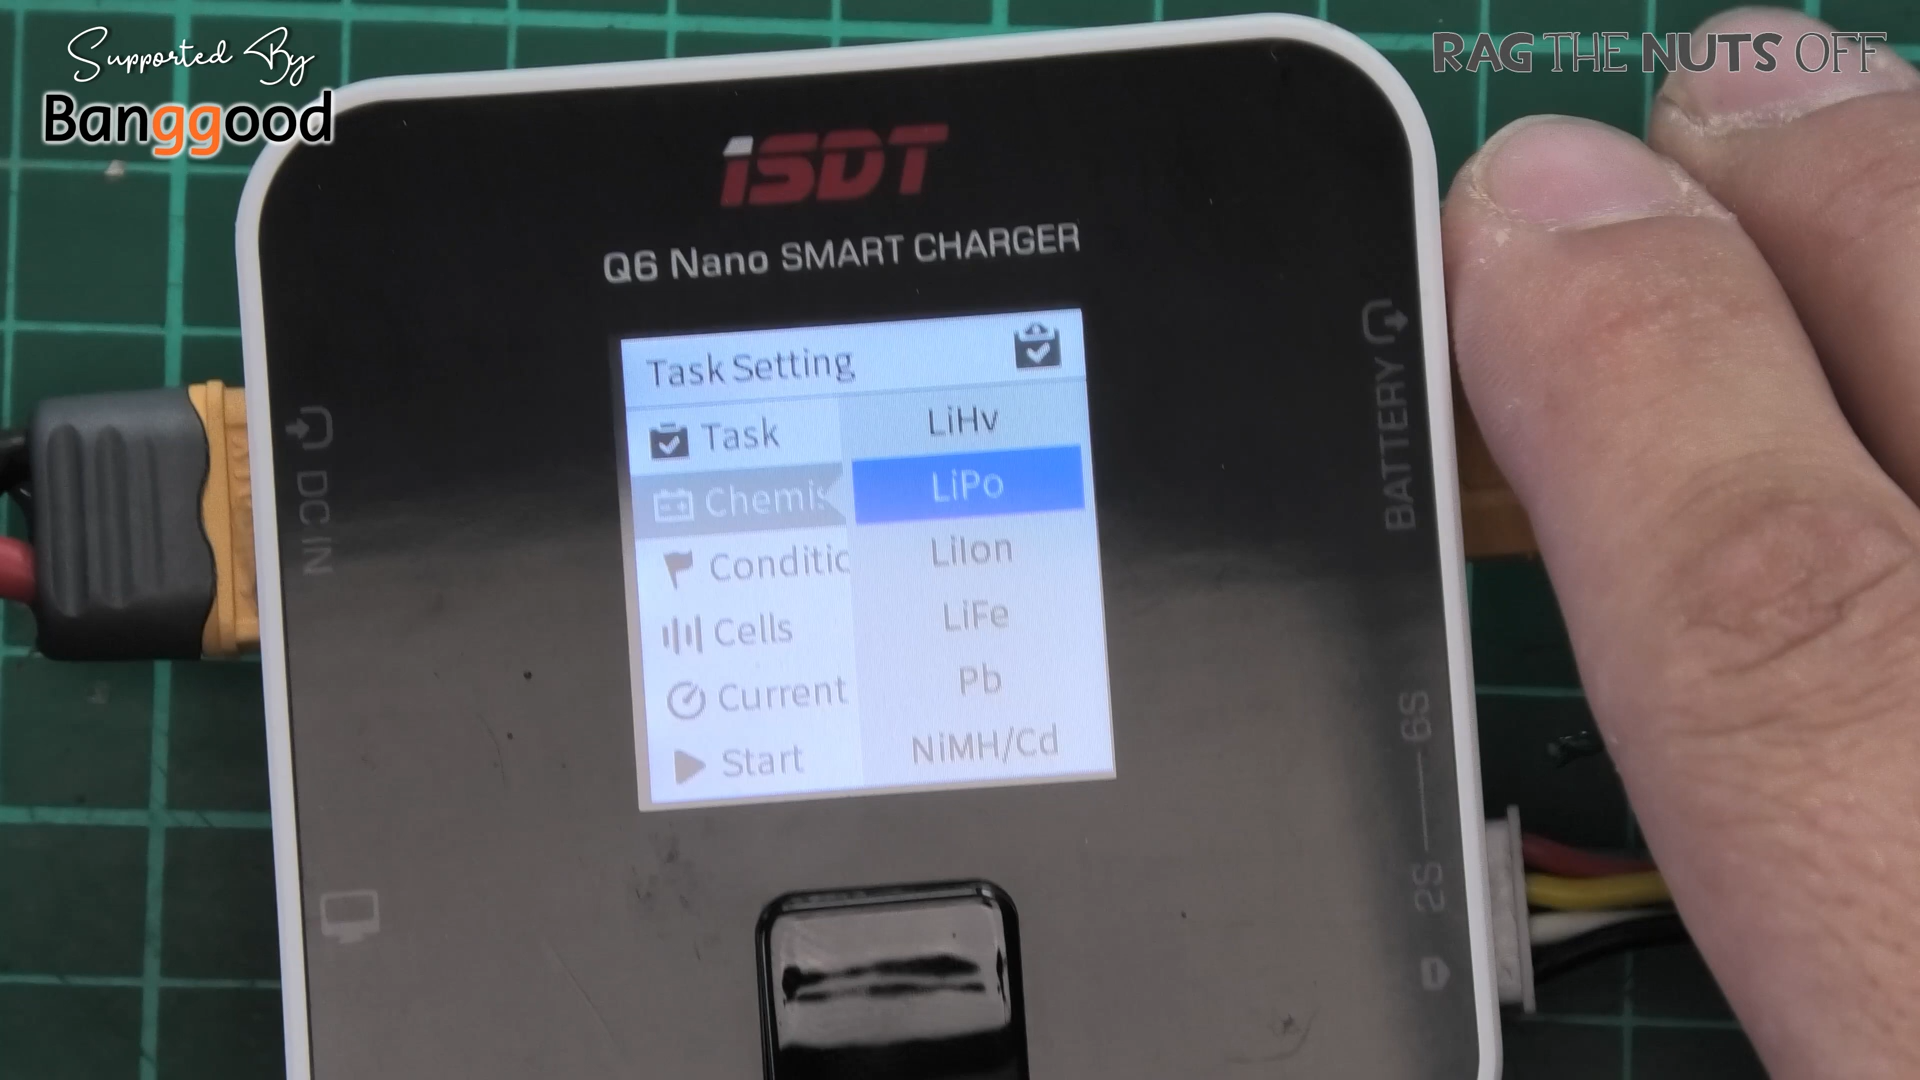 Supported By
Banggood
RAG THE NUTS OFF
iSDT
Q6 Nano SMART CHARGER
Task Setting
Task
Chemis
Conditic
Cells
Current
Start
LiHv
LiPo
LiIon
LiFe
Pb
NiMH/Cd
DC IN
BATTERY
2S
6S